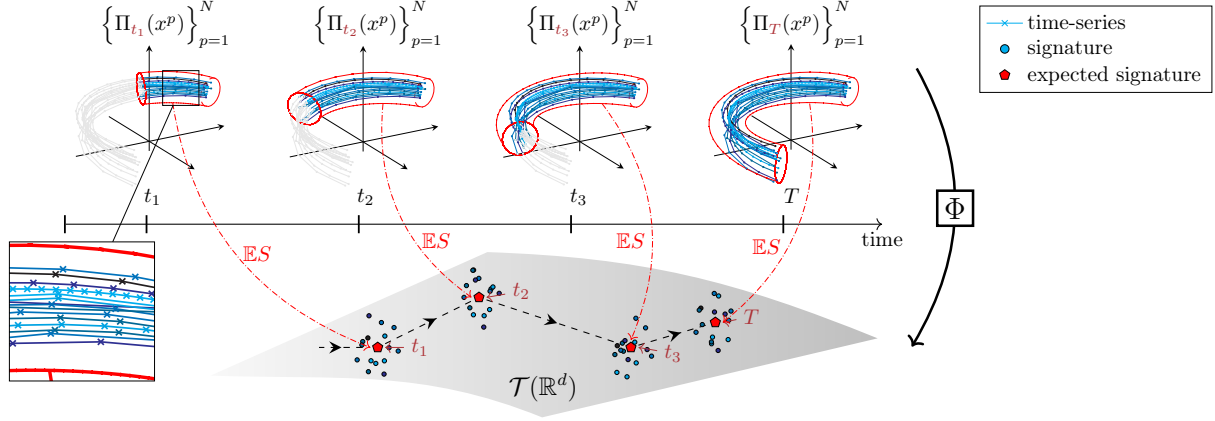 {Π_{t_1}(x^p)}_{p=1}^N
{Π_{t_2}(x^p)}_{p=1}^N
{Π_{t_3}(x^p)}_{p=1}^N
{Π_T(x^p)}_{p=1}^N
time-series
signature
expected signature
t_1
t_2
t_3
T
Φ
time
𝔼S
𝔼S
𝔼S
𝔼S
t_2
T
t_1
t_3
𝒯(ℝ^d)